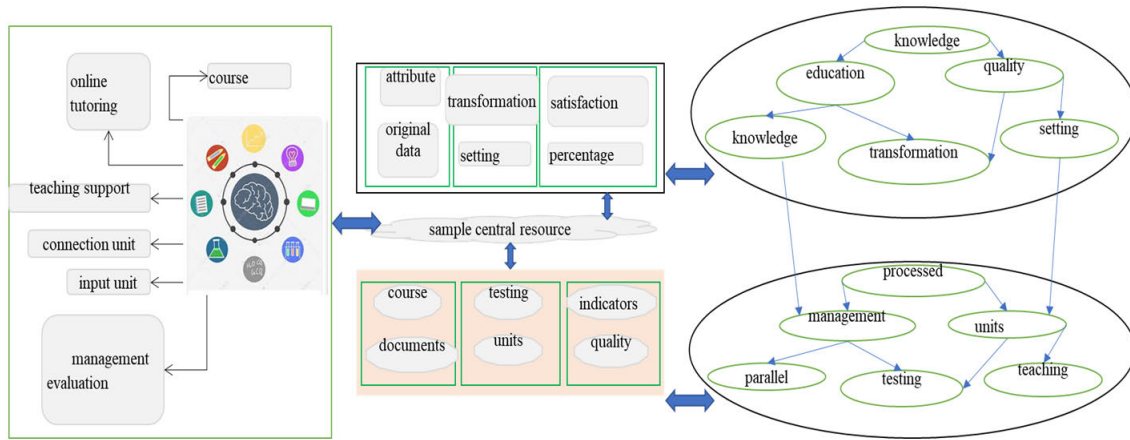 online
tutoring
course
teaching support
connection unit
input unit
management
evaluation
attribute
original
data
transformation
setting
satisfaction
percentage
sample central resource
course
documents
testing
units
indicators
quality
knowledge
education
quality
knowledge
transformation
setting
processed
management
units
parallel
testing
teaching